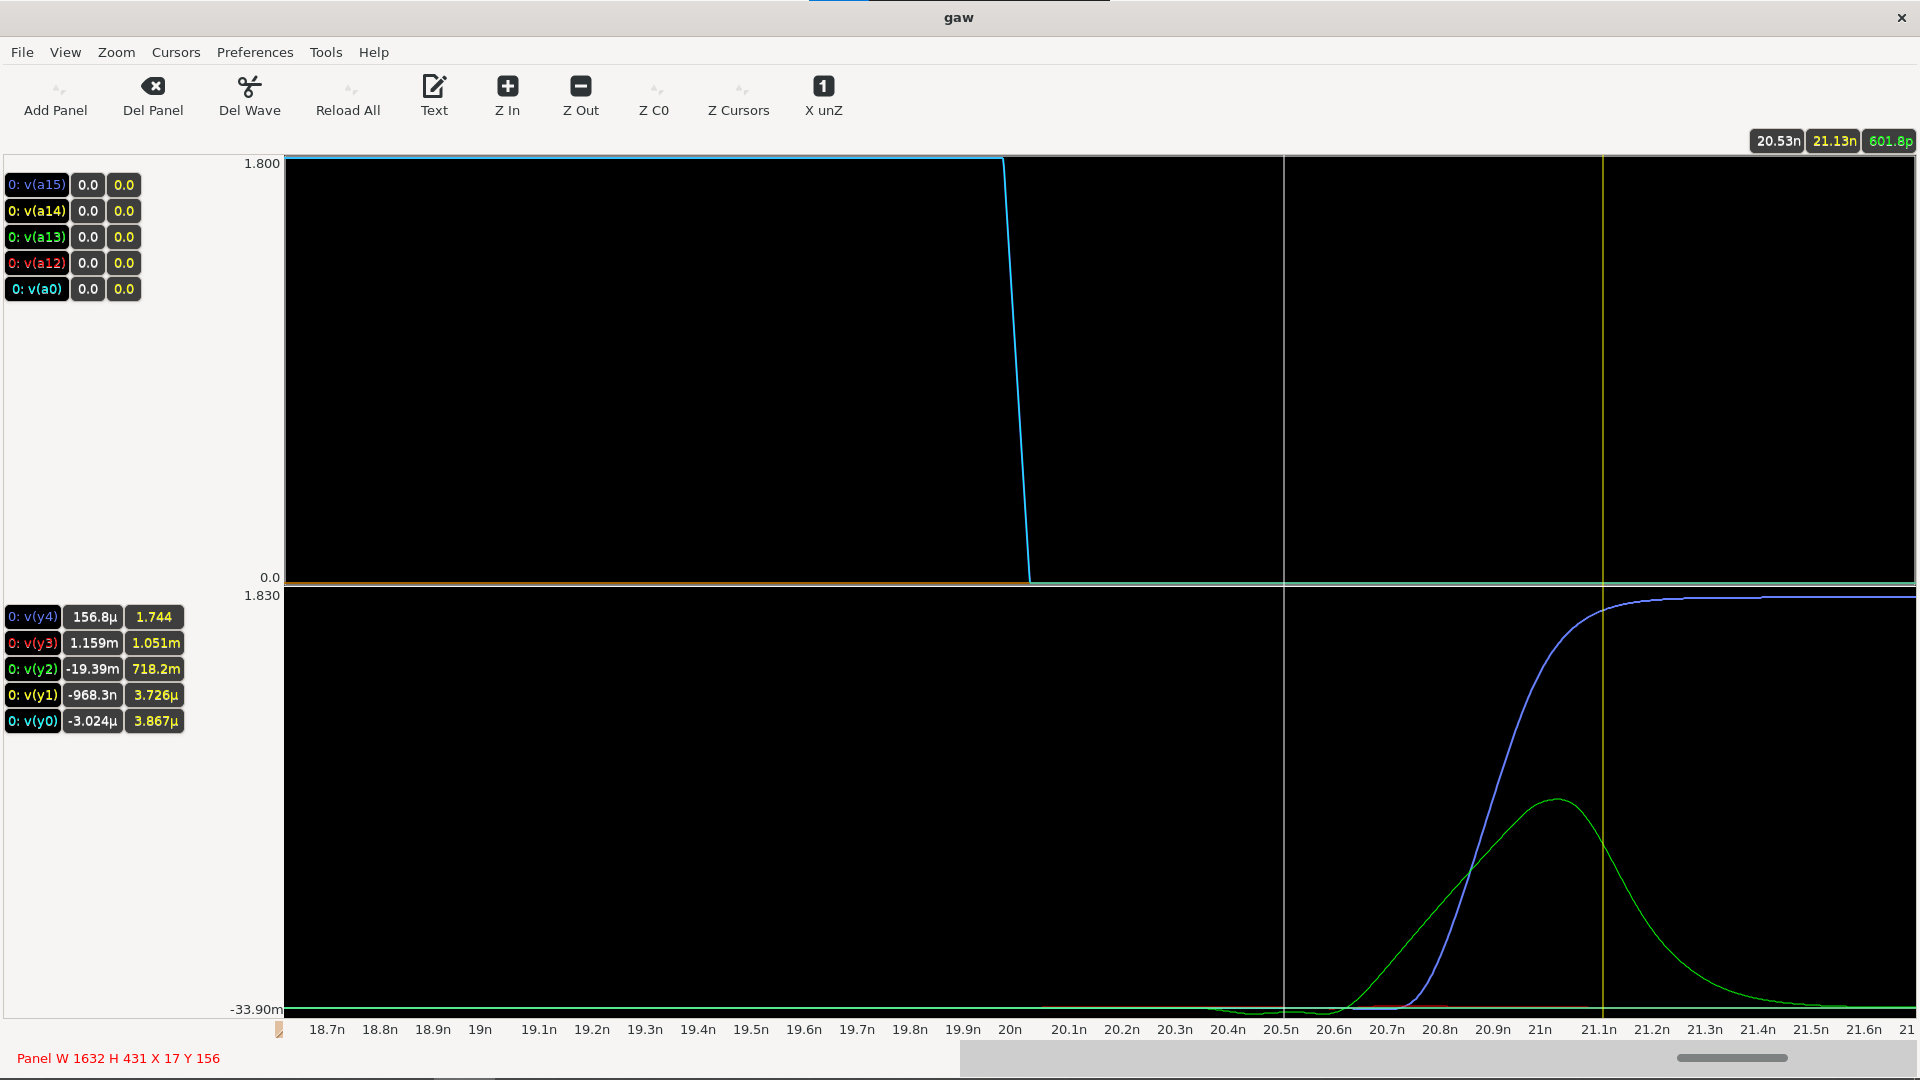 gaw
File View Zoom Cursors Preferences Tools Help
Add Panel Del Panel Del Wave Reload All Text Z In Z Out Z C0 Z Cursors 1 X unZ
20.53n 21.13n 601.8p
1.800
0: v(a15) 0.0 0.0
0: v(a14) 0.0 0.0
0: v(a13) 0.0 0.0
0: v(a12) 0.0 0.0
0: v(a0) 0.0 0.0
0.0
1.830
0: v(y4) 156.8µ 1.744
0: v(y3) 1.159m 1.051m
0: v(y2) -19.39m 718.2m
0: v(y1) -968.3n 3.726µ
0: v(y0) -3.024µ 3.867µ
-33.90m
18.7n 18.8n 18.9n 19n 19.1n 19.2n 19.3n 19.4n 19.5n 19.6n 19.7n 19.8n 19.9n 20n 20.1n 20.2n 20.3n 20.4n 20.5n 20.6n 20.7n 20.8n 20.9n 21n 21.1n 21.2n 21.3n 21.4n 21.5n 21.6n 21
Panel W 1632 H 431 X 17 Y 156